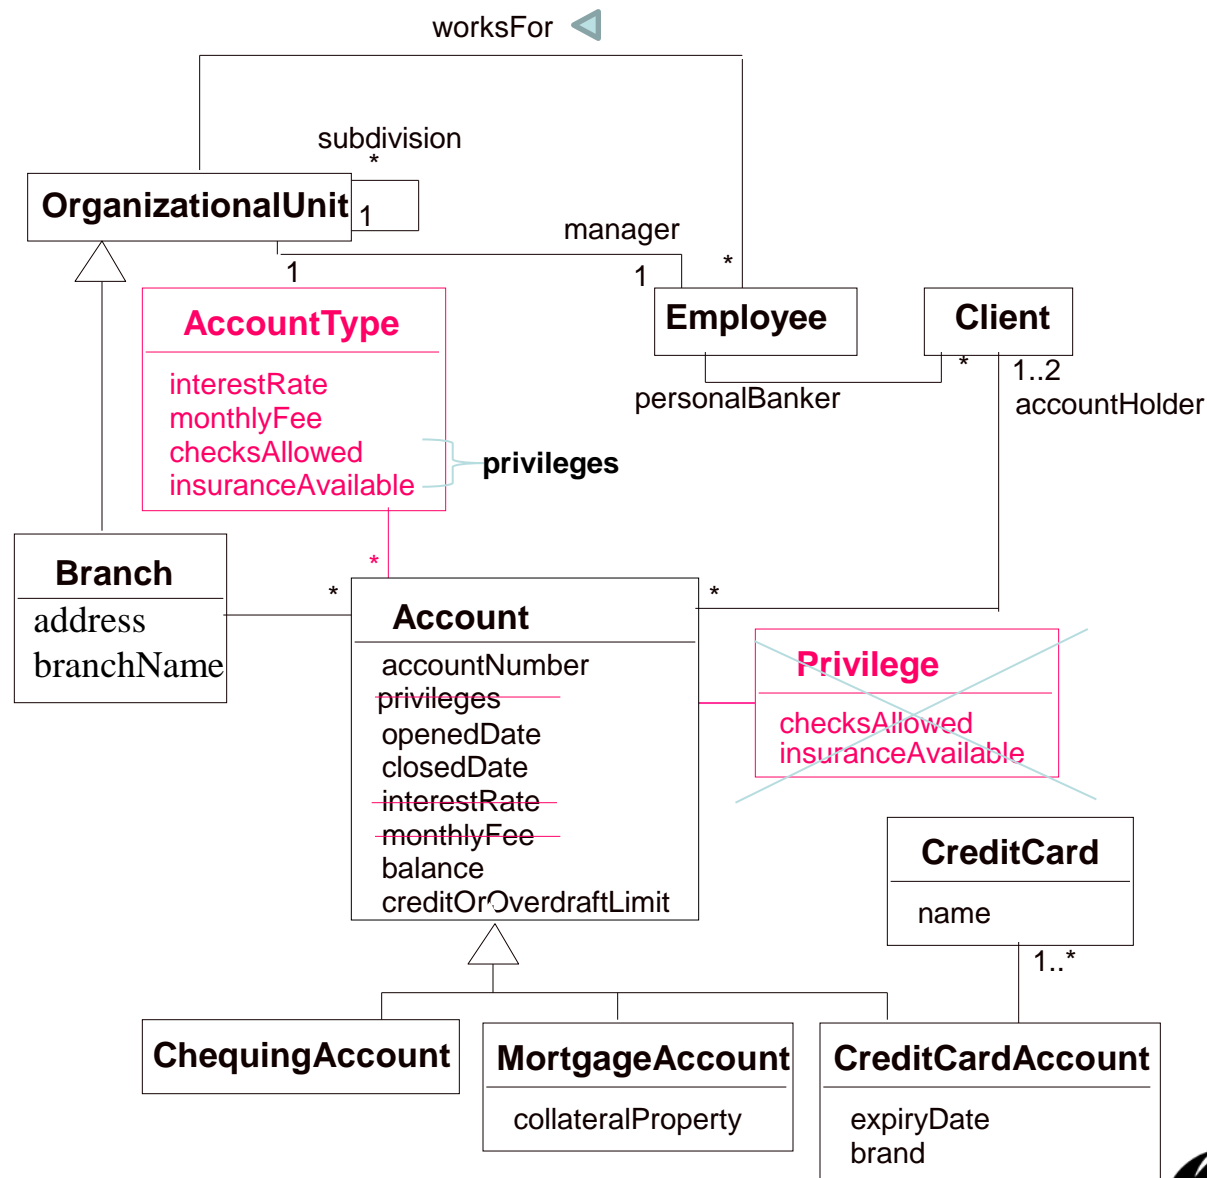 worksFor
subdivision
*
OrganizationalUnit
1
manager
1
1
*
AccountType
interestRate
monthlyFee
checksAllowed
insuranceAvailable
privileges
*
Employee
Client
*
1..2
personalBanker
accountHolder
Branch
address
branchName
*
*
Account
accountNumber
privileges
openedDate
closedDate
interestRate
monthlyFee
balance
creditOrOverdraftLimit
Privilege
checksAllowed
insuranceAvailable
CreditCard
name
1..*
ChequingAccount
MortgageAccount
collateralProperty
CreditCardAccount
expiryDate
brand